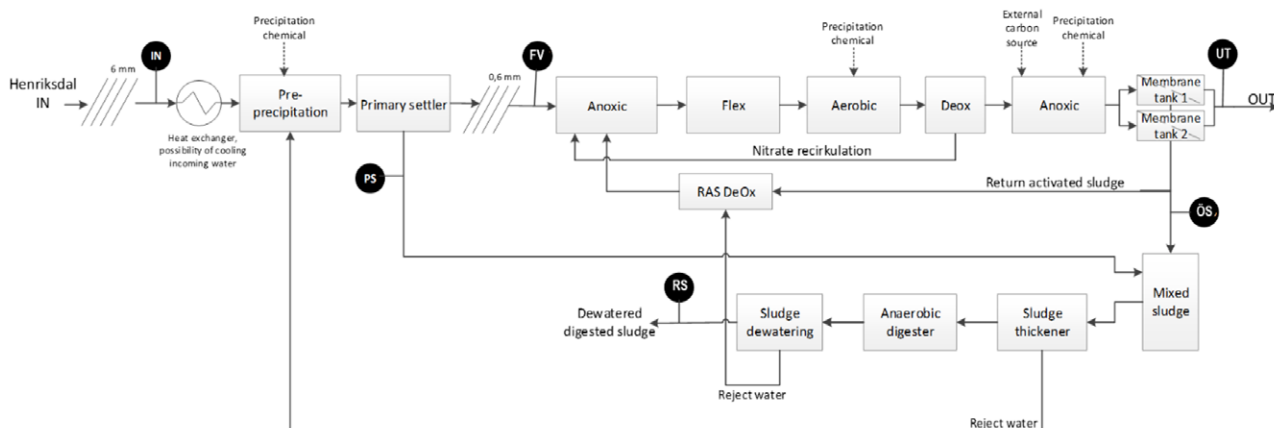 Henriksdal
IN
6 mm
IN
Heat exchanger,
possibility of cooling
incoming water
Precipitation
chemical
Pre-
precipitation
Primary settler
PS
0,6 mm
FV
Anoxic
Flex
Precipitation
chemical
Aerobic
Deox
External
carbon
source
Precipitation
chemical
Anoxic
Membrane
tank 1
Membrane
tank 2
UT
OUT
Nitrate recirkulation
RAS DeOx
Return activated sludge
ÖS
Mixed
sludge
Sludge
thickener
Anaerobic
digester
Sludge
dewatering
RS
Dewatered
digested sludge
Reject water
Reject water